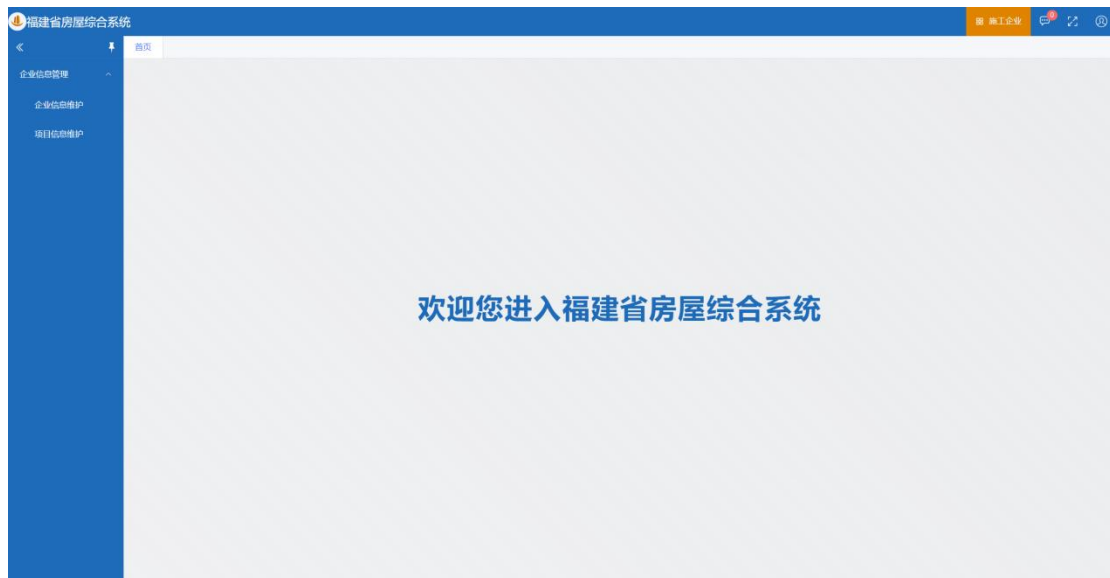 福建省房屋综合系统
施工企业
0
首页
企业信息管理
企业信息维护
项目信息维护
欢迎您进入福建省房屋综合系统